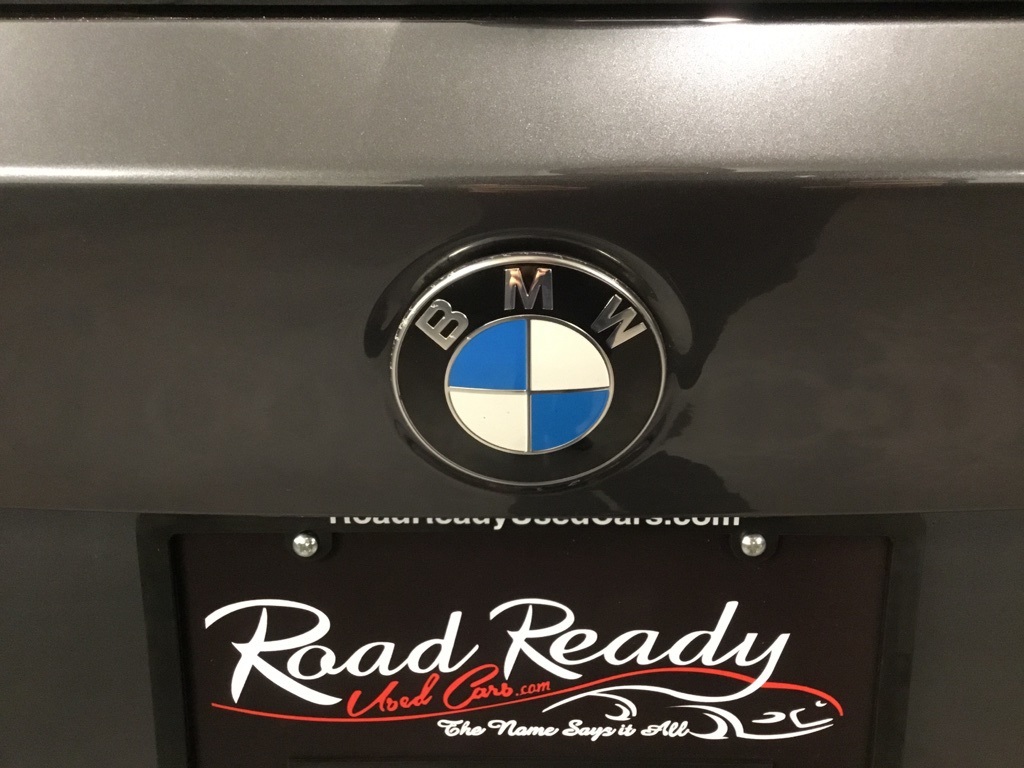 BMW
RoadReadyUsedCars.com
Road Ready
Used Cars.com
The Name Says it All